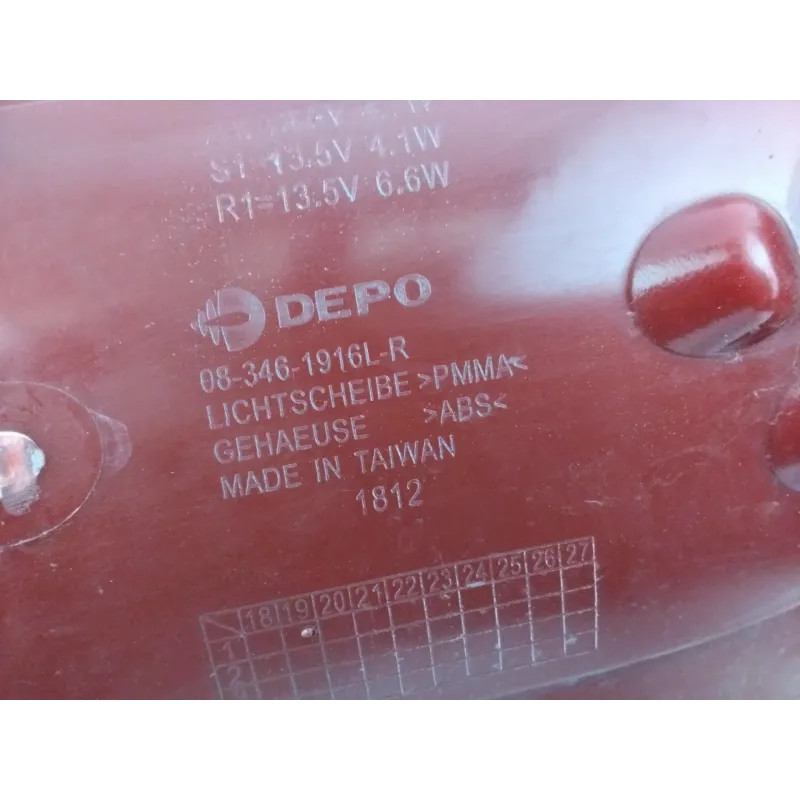 S1=13.5V 4.1W
R1=13.5V 6.6W
DEPO
08-346-1916L-R
LICHTSCHEIBE >PMMA<
GEHAEUSE >ABS<
MADE IN TAIWAN
1812
18 19 20 21 22 23 24 25 26 27
1
2